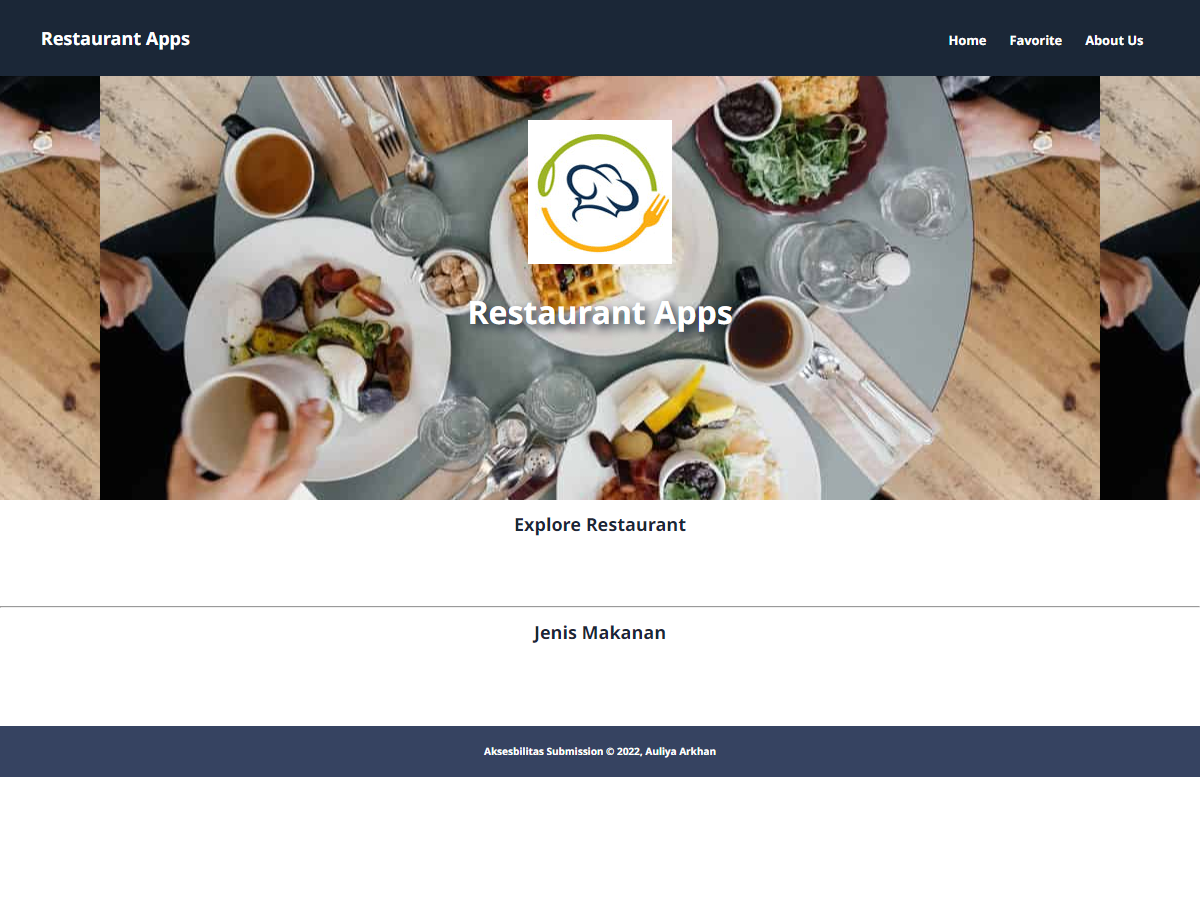 Restaurant Apps
Home Favorite About Us
Restaurant Apps
Explore Restaurant
Jenis Makanan
Aksesbilitas Submission © 2022, Auliya Arkhan